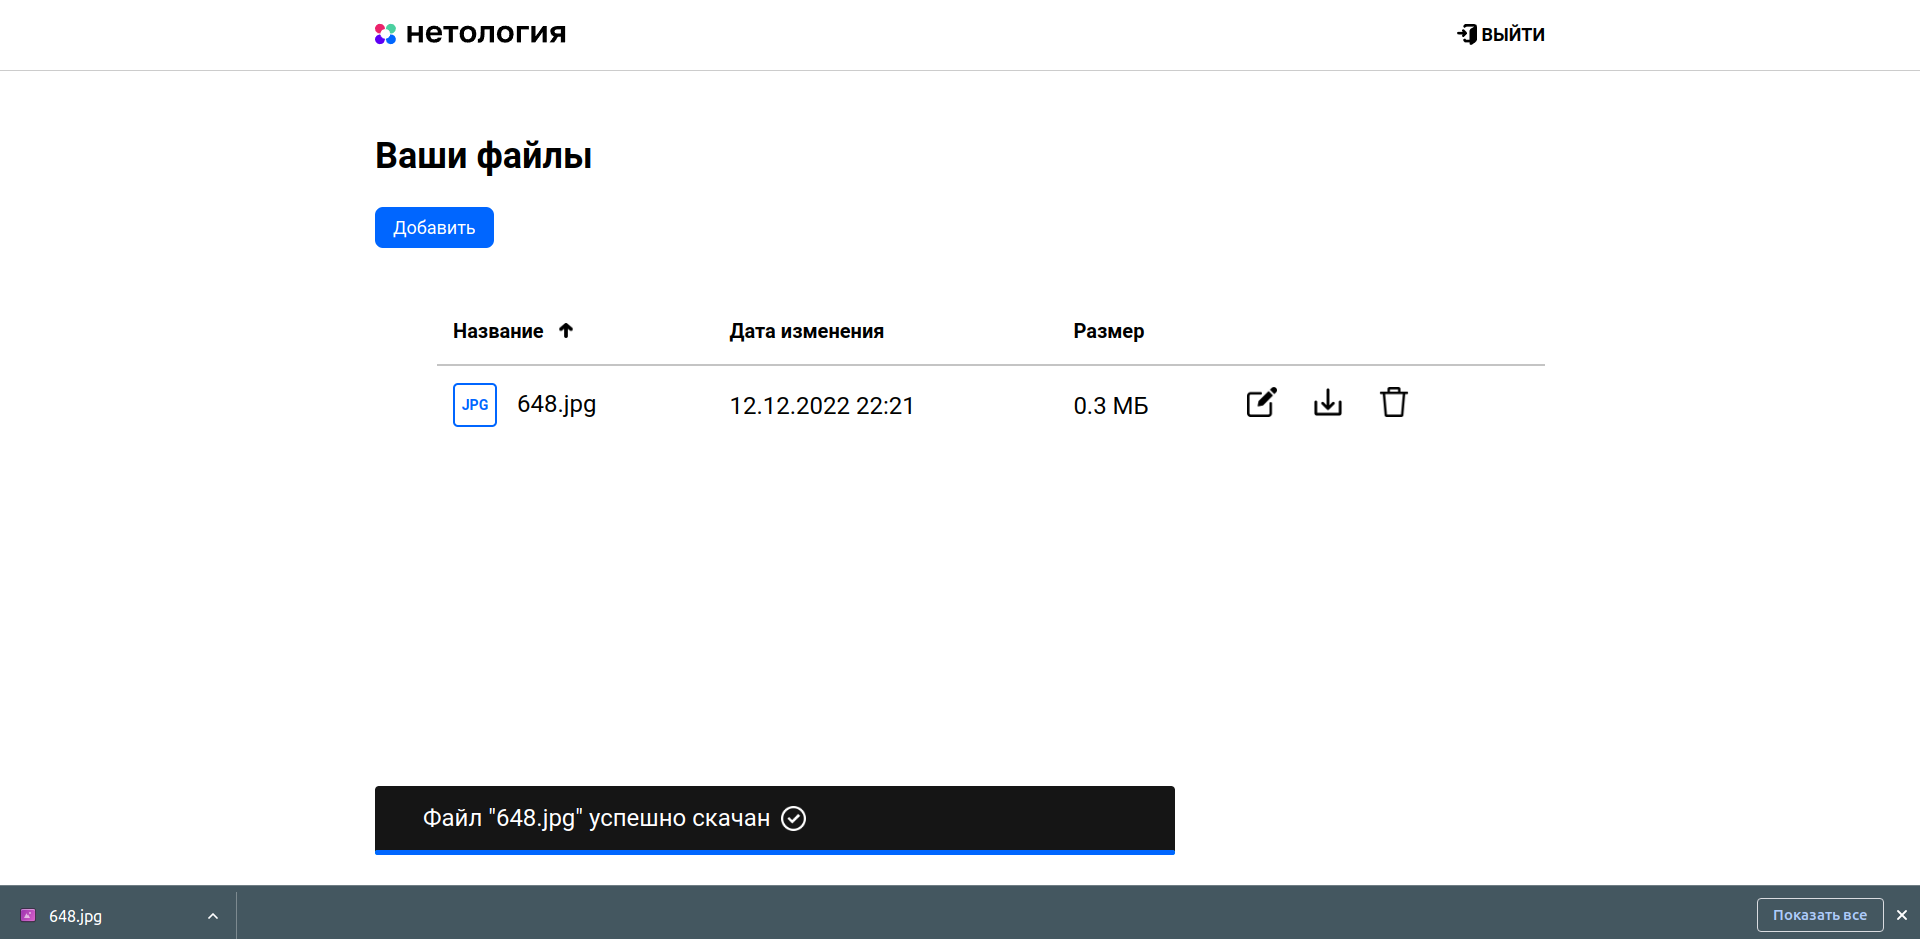 нетология
ВЫЙТИ
Ваши файлы
Добавить
Название Дата изменения Размер
JPG 648.jpg 12.12.2022 22:21 0.3 МБ
Файл "648.jpg" успешно скачан
648.jpg
Показать все